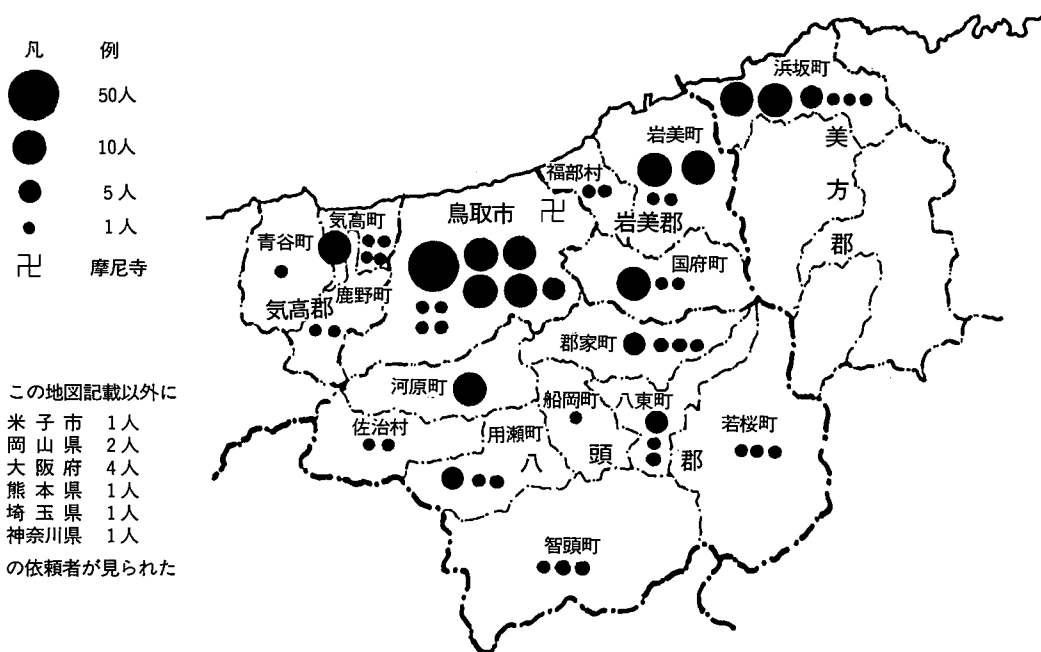 凡例
50人
10人
5人
1人
卍 摩尼寺
浜坂町
美方郡
岩美町
福部村
岩美郡
卍
鳥取市
気高町
青谷町
鹿野町
気高郡
国府町
郡家町
河原町
船岡町
八東町
若桜町
佐治村
用瀬町
八頭郡
智頭町
この地図記載以外に
米子市 1人
岡山県 2人
大阪府 4人
熊本県 1人
埼玉県 1人
神奈川県 1人
の依頼者が見られた